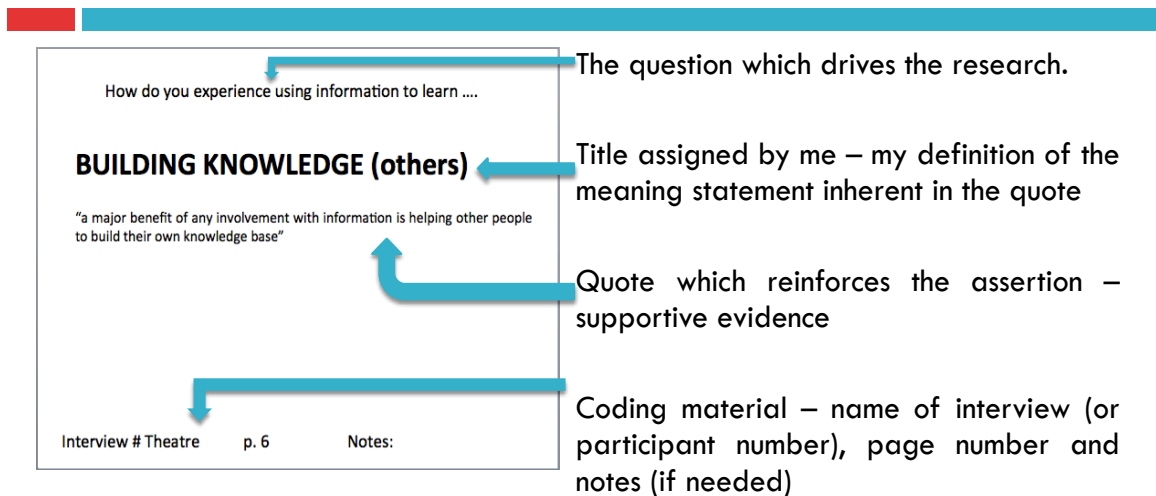 How do you experience using information to learn ....
BUILDING KNOWLEDGE (others)
“a major benefit of any involvement with information is helping other people
to build their own knowledge base”
Interview # Theatre p. 6 Notes:
The question which drives the research.
Title assigned by me – my definition of the
meaning statement inherent in the quote
Quote which reinforces the assertion –
supportive evidence
Coding material – name of interview (or
participant number), page number and
notes (if needed)